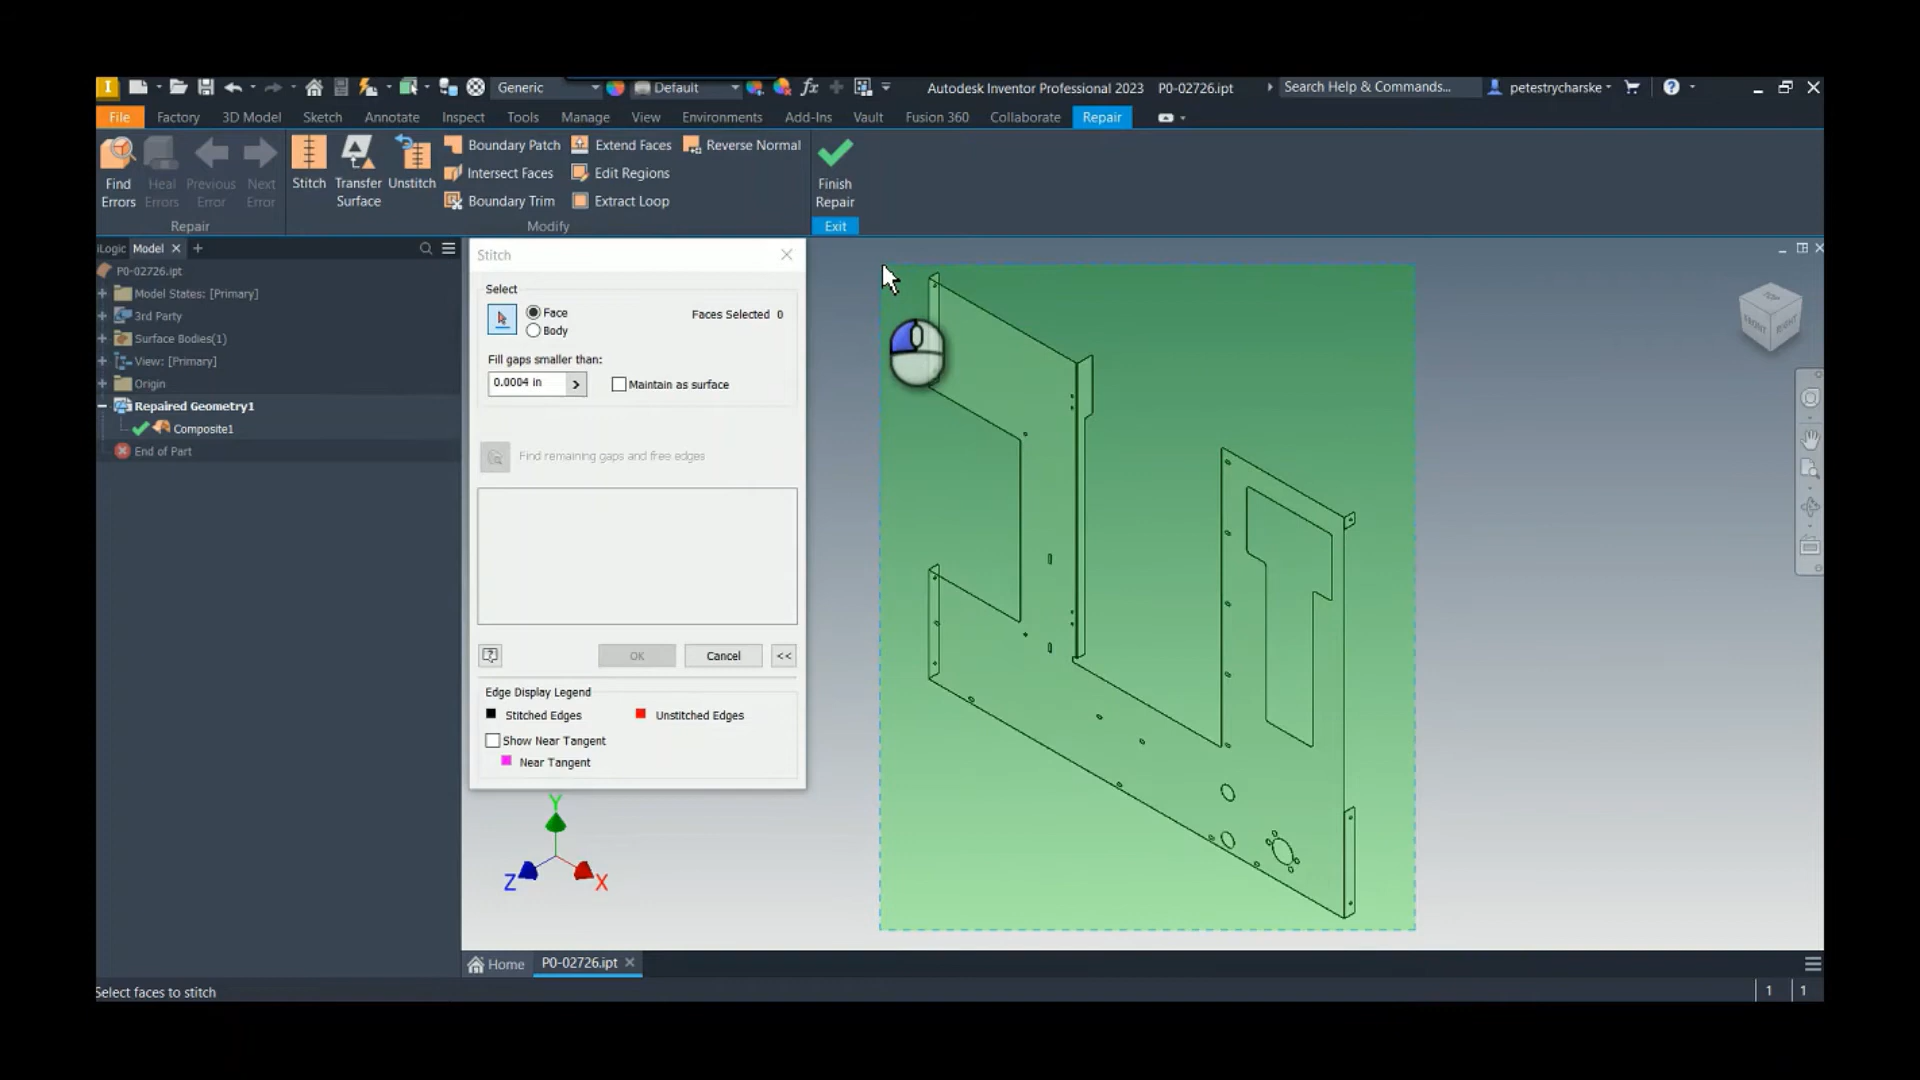 I Generic Default fx Autodesk Inventor Professional 2023 P0-02726.ipt Search Help & Commands... petestrycharske ?
File Factory 3D Model Sketch Annotate Inspect Tools Manage View Environments Add-Ins Vault Fusion 360 Collaborate Repair
Find Errors
Heal Errors
Previous Error
Next Error
Stitch
Transfer Surface
Unstitch
Boundary Patch
Intersect Faces
Boundary Trim
Extend Faces
Edit Regions
Extract Loop
Reverse Normal
Finish Repair
Repair Modify Exit
iLogic Model +
P0-02726.ipt
Model States: [Primary]
3rd Party
Surface Bodies(1)
View: [Primary]
Origin
Repaired Geometry1
Composite1
End of Part
Stitch
Select
Face
Body
Faces Selected 0
Fill gaps smaller than:
0.0004 in >
Maintain as surface
Find remaining gaps and free edges
? OK Cancel <<
Edge Display Legend
Stitched Edges Unstitched Edges
Show Near Tangent
Near Tangent
TOP
FRONT RIGHT
Y
Z X
Home P0-02726.ipt
Select faces to stitch 1 1